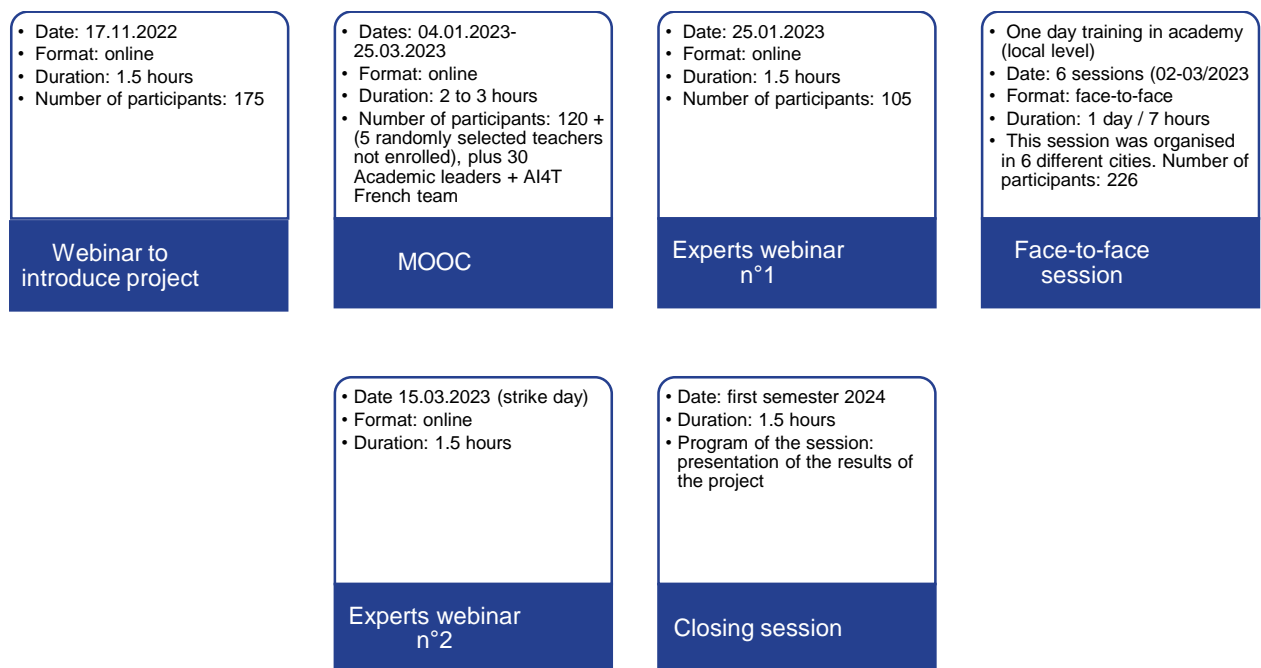 • Date: 17.11.2022
• Format: online
• Duration: 1.5 hours
• Number of participants: 175
Webinar to
introduce project
• Dates: 04.01.2023-
25.03.2023
• Format: online
• Duration: 2 to 3 hours
• Number of participants: 120 +
(5 randomly selected teachers
not enrolled), plus 30
Academic leaders + AI4T
French team
MOOC
• Date: 25.01.2023
• Format: online
• Duration: 1.5 hours
• Number of participants: 105
Experts webinar
n°1
• One day training in academy
(local level)
• Date: 6 sessions (02-03/2023
• Format: face-to-face
• Duration: 1 day / 7 hours
• This session was organised
in 6 different cities. Number of
participants: 226
Face-to-face
session
• Date 15.03.2023 (strike day)
• Format: online
• Duration: 1.5 hours
Experts webinar
n°2
• Date: first semester 2024
• Duration: 1.5 hours
• Program of the session:
presentation of the results of
the project
Closing session